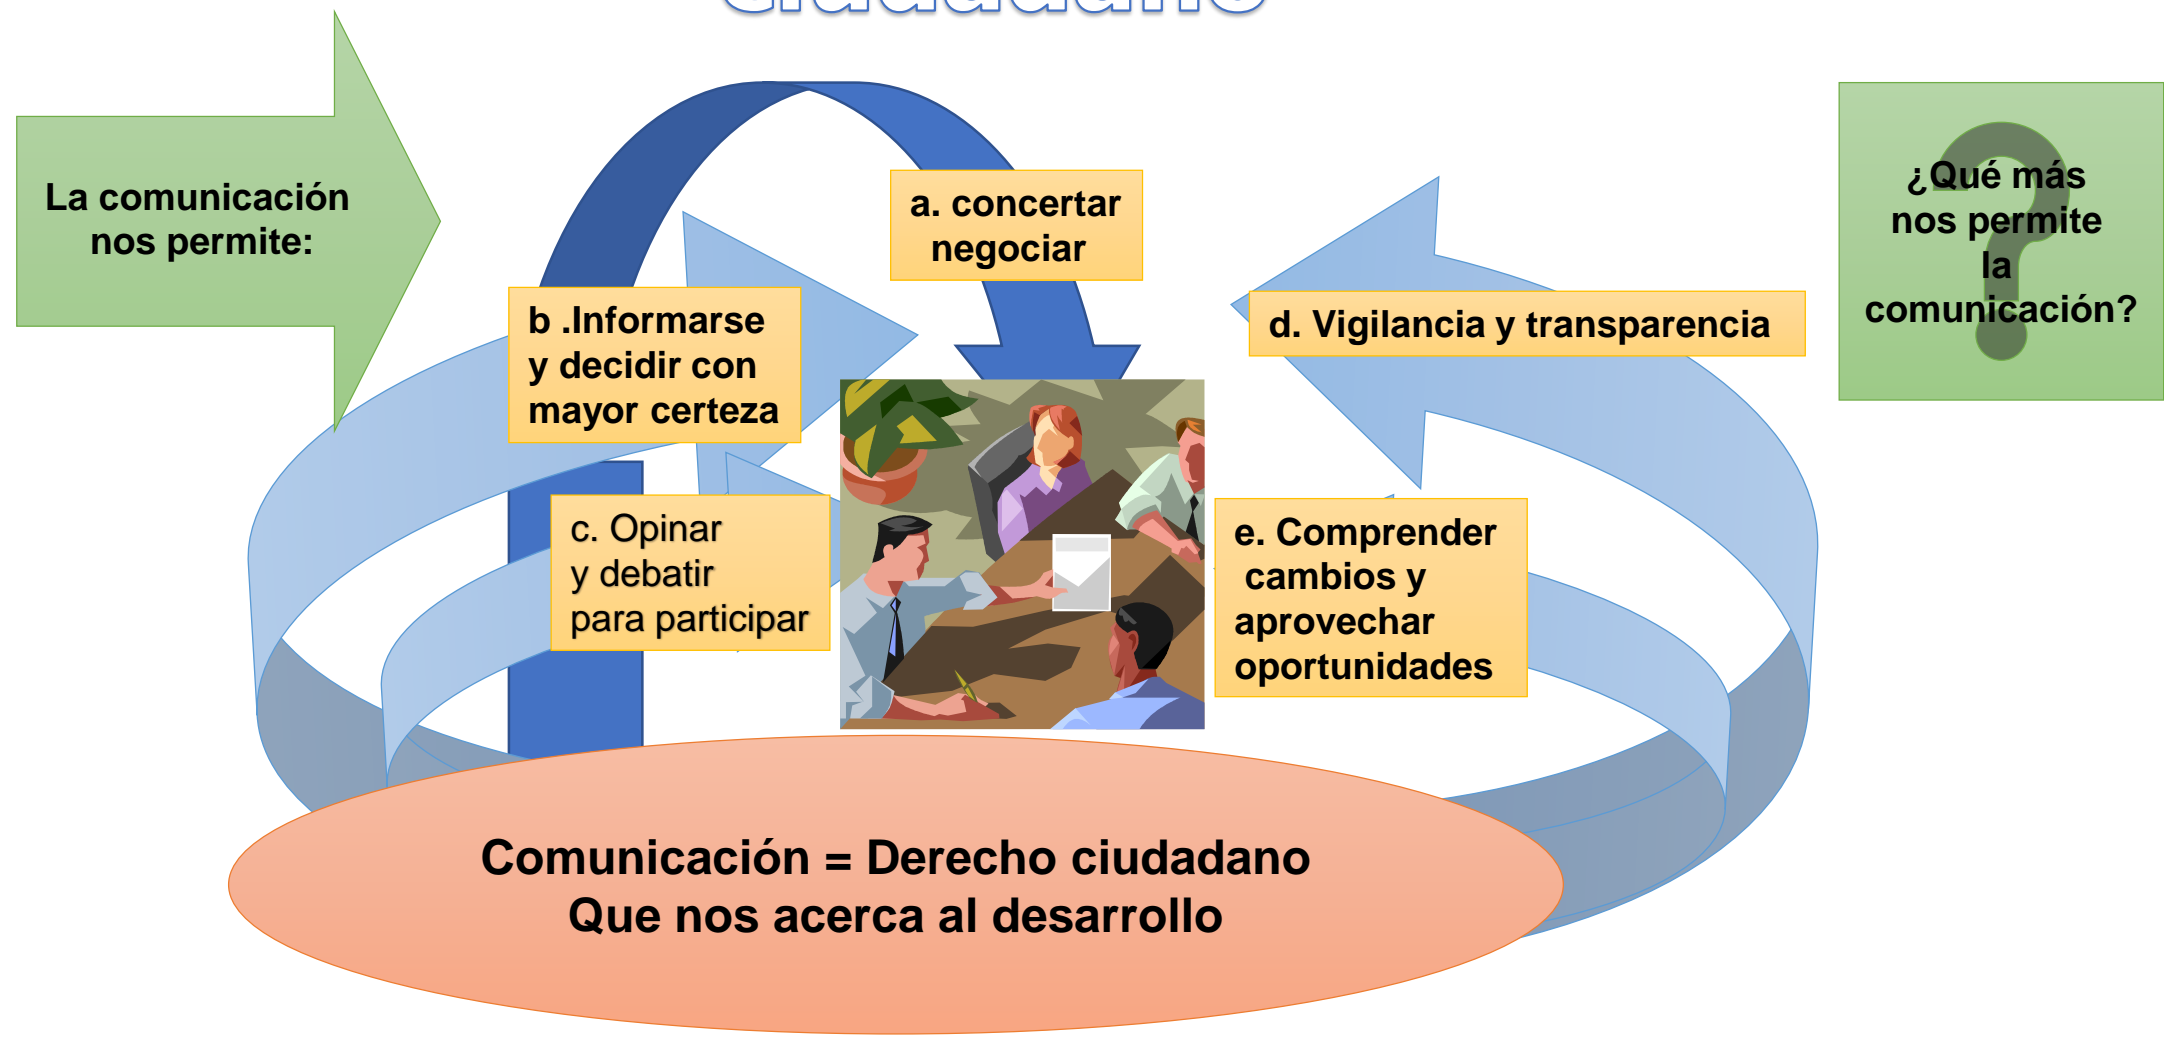 La comunicación
nos permite:
a. concertar
negociar
b .Informarse
y decidir con
mayor certeza
c. Opinar
y debatir
para participar
d. Vigilancia y transparencia
e. Comprender
cambios y
aprovechar
oportunidades
¿Qué más
nos permite
la
comunicación?
?
Comunicación = Derecho ciudadano
Que nos acerca al desarrollo